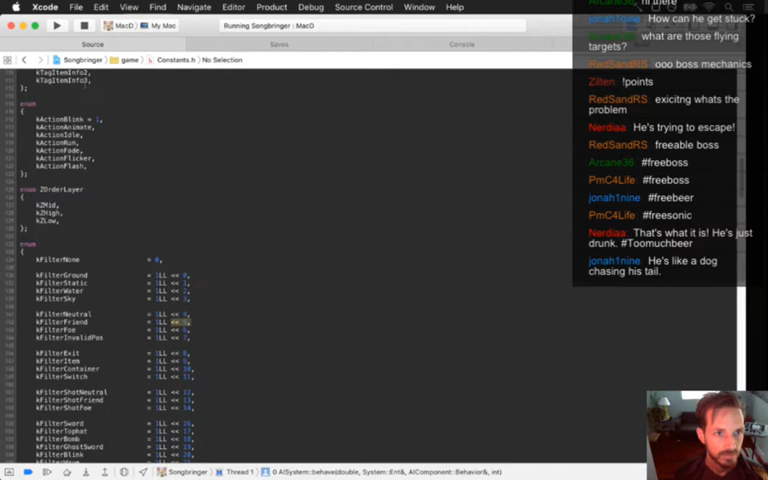 Xcode File Edit View Find Navigate Editor Product Debug Source Control Window
MacD My Mac Running Songbringer : MacD
Source Saves Console
Songbringer game Constants.h No Selection
kTagItemInfo2,
kTagItemInfo3,
};
enum
{
kActionBlink = 1,
kActionAnimate,
kActionIdle,
kActionRun,
kActionFade,
kActionFlicker,
kActionFlash,
};
enum ZOrderLayer
{
kZMid,
kZHigh,
kZLow,
};
enum
{
kFilterNone = 0,
kFilterGround = 1LL << 0,
kFilterStatic = 1LL << 1,
kFilterWater = 1LL << 2,
kFilterSky = 1LL << 3,
kFilterNeutral = 1LL << 4,
kFilterFriend = 1LL << 5,
kFilterFoe = 1LL << 6,
kFilterInvalidPos = 1LL << 7,
kFilterExit = 1LL << 8,
kFilterItem = 1LL << 9,
kFilterContainer = 1LL << 10,
kFilterSwitch = 1LL << 11,
kFilterShotNeutral = 1LL << 12,
kFilterShotFriend = 1LL << 13,
kFilterShotFoe = 1LL << 14,
kFilterSword = 1LL << 16,
kFilterTophat = 1LL << 17,
kFilterBomb = 1LL << 18,
kFilterGhostSword = 1LL << 19,
kFilterBlink = 1LL << 20,
Arcane36 hi there
jonah1nine How can he get stuck?
Arcane36 what are those flying
targets?
RedSandRS ooo boss mechanics
Zilten !points
RedSandRS exicitng whats the
problem
Nerdiaa: He's trying to escape!
RedSandRS freeable boss
Arcane36: #freeboss
PmC4Life #freeboss
jonah1nine #freebeer
PmC4Life #freesonic
Nerdiaa: That's what it is! He's just
drunk. #Toomuchbeer
jonah1nine: He's like a dog
chasing his tail.
Songbringer Thread 1 0 AISystem::behave(double, System::Ent&, AIComponent::Behavior&, int)